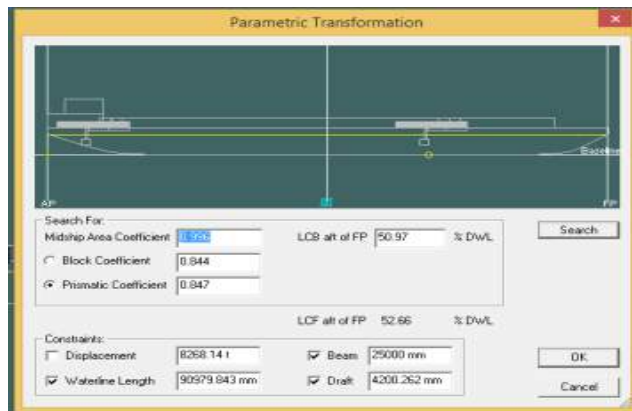 Parametric Transformation
Baseline
AP
FP
Search For:
Midship Area Coefficient 0.996 LCB aft of FP 50.97 % DWL Search
Block Coefficient 0.844
Prismatic Coefficient 0.847
LCF aft of FP 52.66 % DWL
Constraints:
Displacement 8268.14 t Beam 25000 mm OK
Waterline Length 90979.843 mm Draft 4200.262 mm Cancel